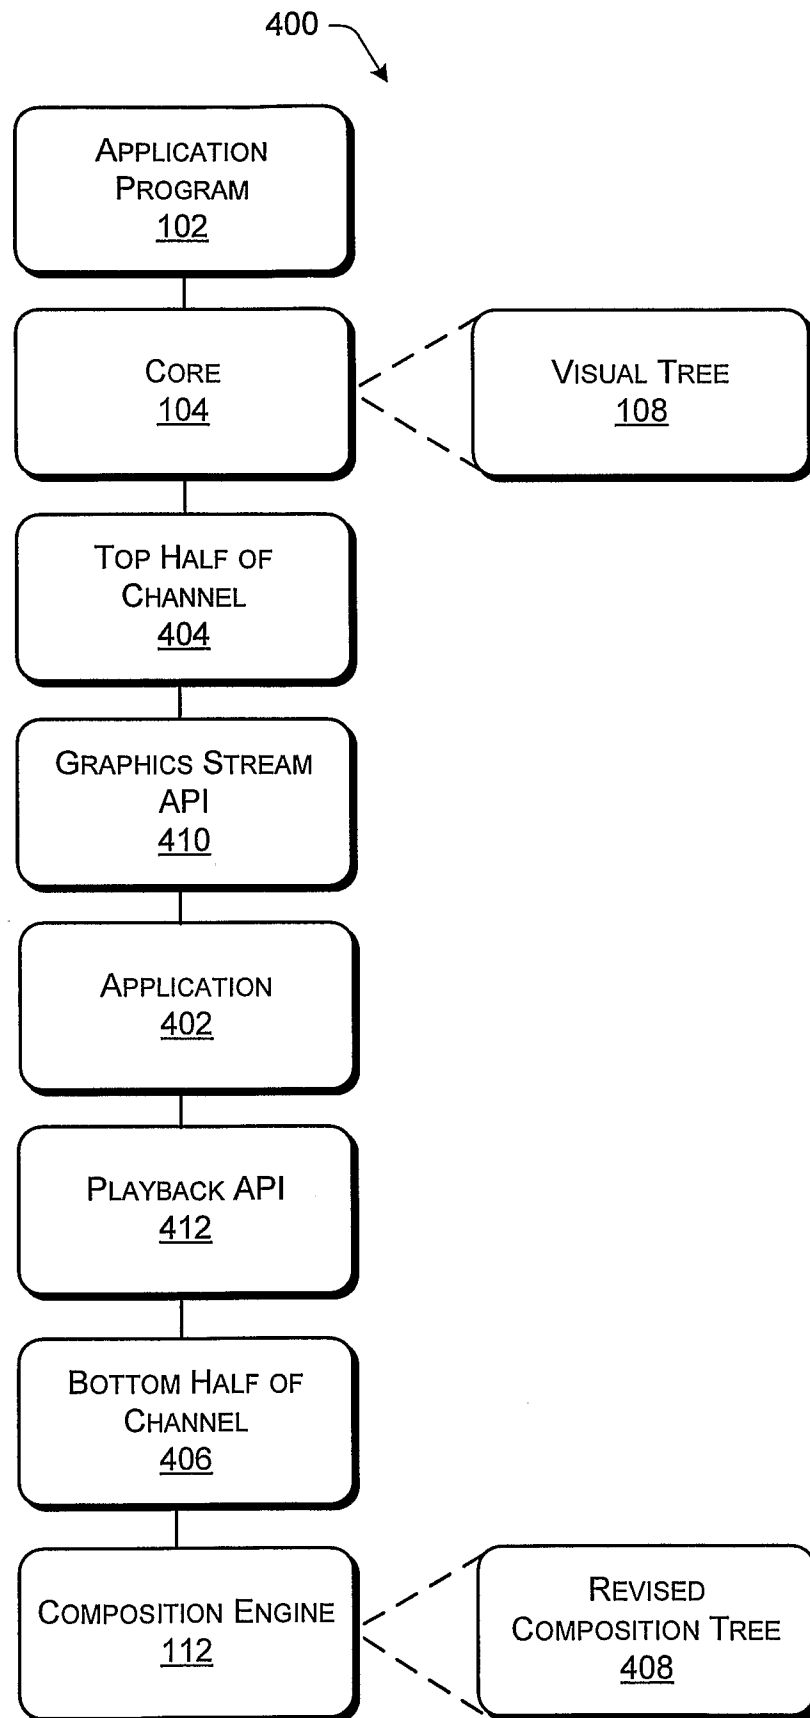 400
APPLICATION
PROGRAM
102
CORE
104
VISUAL TREE
108
TOP HALF OF
CHANNEL
404
GRAPHICS STREAM
API
410
APPLICATION
402
PLAYBACK API
412
BOTTOM HALF OF
CHANNEL
406
COMPOSITION ENGINE
112
REVISED
COMPOSITION TREE
408